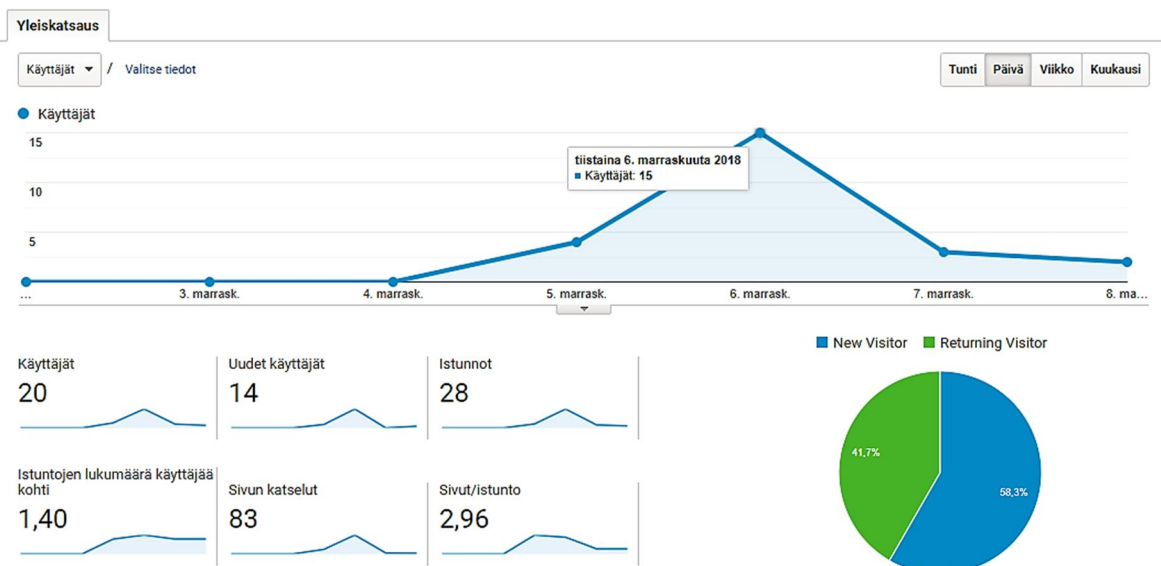 Yleiskatsaus
Käyttäjät / Valitse tiedot
Tunti Päivä Viikko Kuukausi
Käyttäjät
15
tiistaina 6. marraskuuta 2018
Käyttäjät: 15
10
5
... 3. marrask. 4. marrask. 5. marrask. 6. marrask. 7. marrask. 8. ma...
New Visitor Returning Visitor
Käyttäjät
20
Uudet käyttäjät
14
Istunnot
28
Istuntojen lukumäärä käyttäjää
kohti
1,40
Sivun katselut
83
Sivut/istunto
2,96
41,7%
58,3%